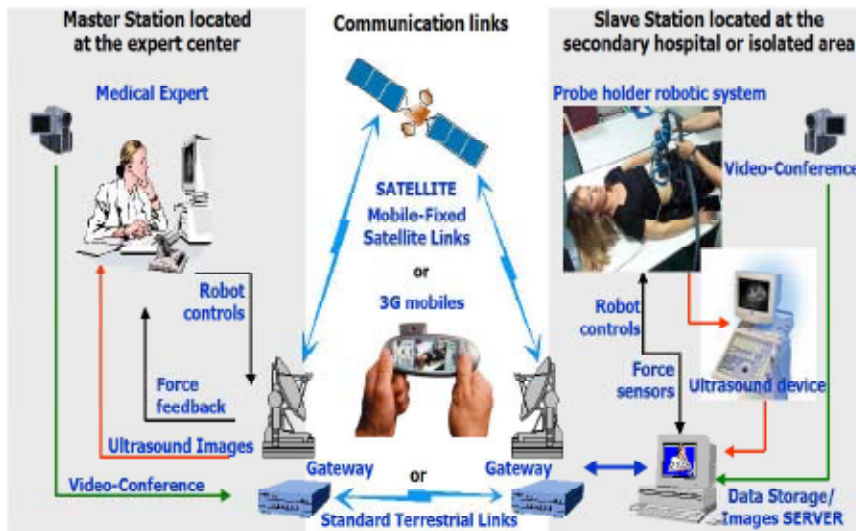 Master Station located
at the expert center
Medical Expert
Robot
controls
Force
feedback
Ultrasound Images
Video-Conference
Communication links
SATELLITE
Mobile-Fixed
Satellite Links
or
3G mobiles
Gateway
or
Gateway
Standard Terrestrial Links
Slave Station located at the
secondary hospital or isolated area
Probe holder robotic system
Video-Conference
Robot
controls
Force
sensors
Ultrasound device
Data Storage/
Images SERVER